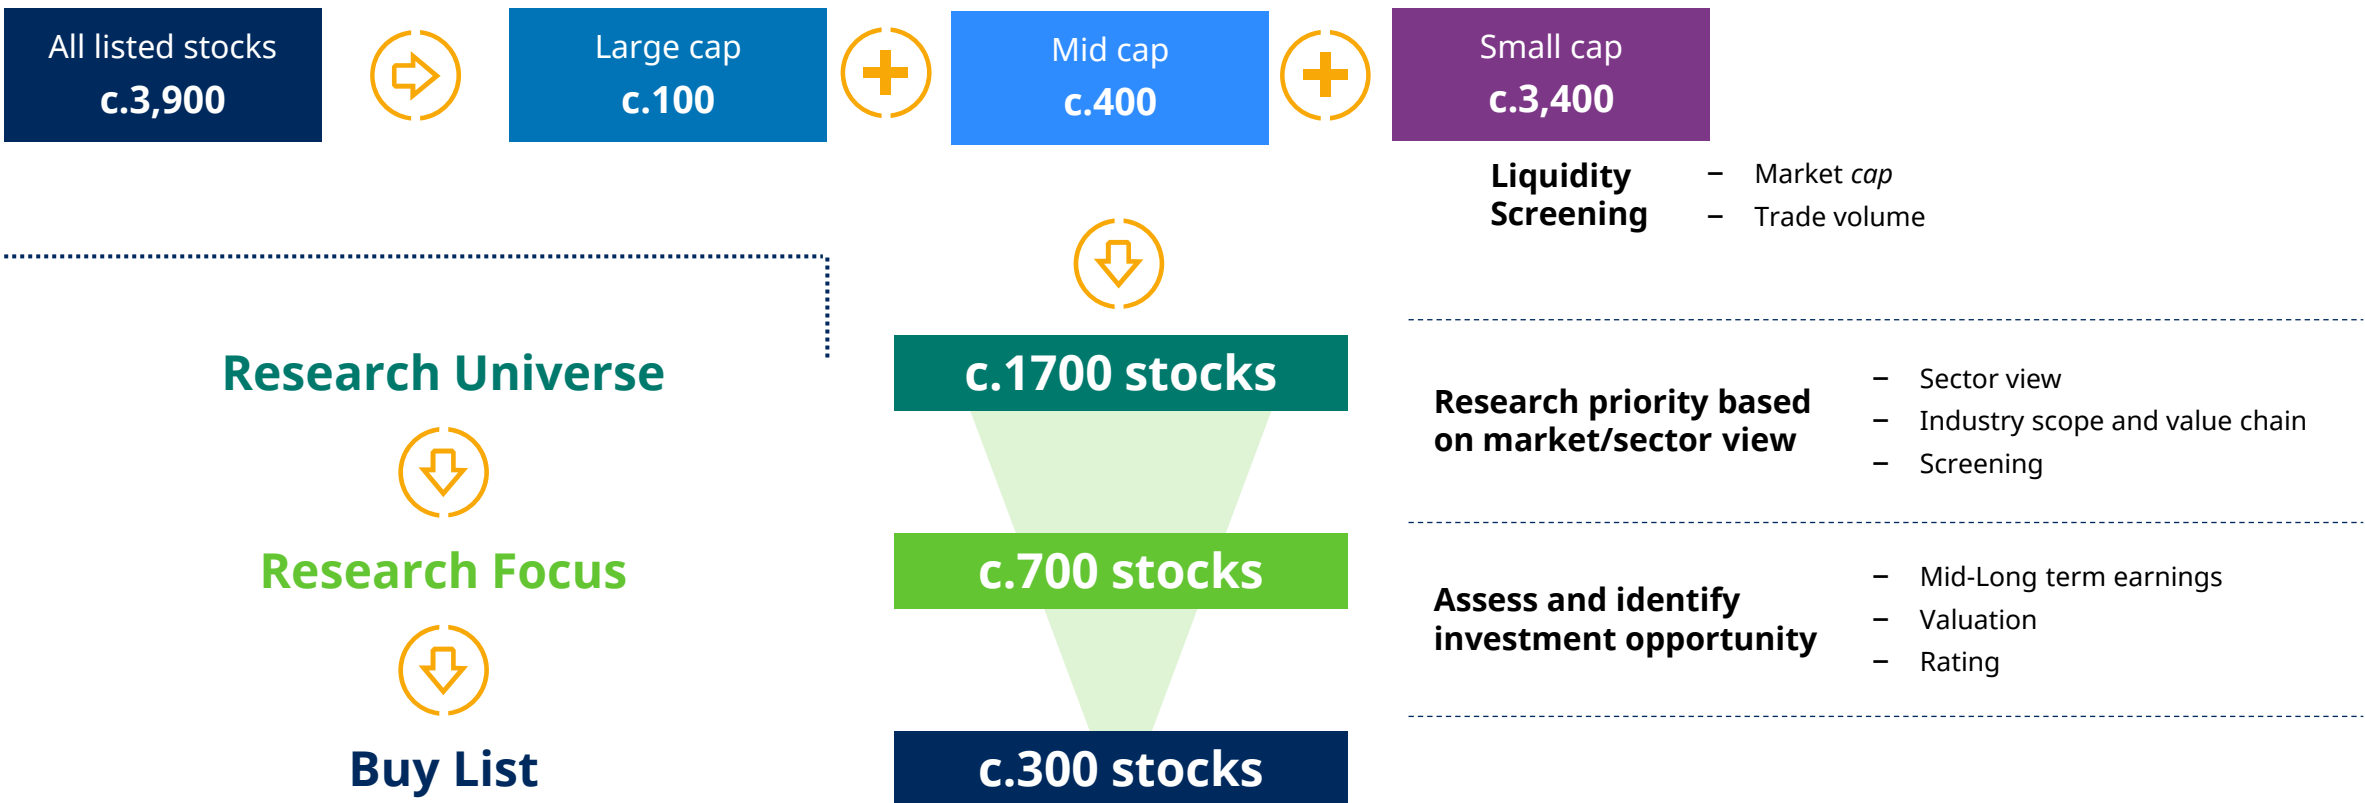 All listed stocks
c.3,900
Large cap
c.100
Mid cap
c.400
Small cap
c.3,400
Liquidity
Screening
– Market cap
– Trade volume
Research Universe
c.1700 stocks
Research priority based
on market/sector view
– Sector view
– Industry scope and value chain
– Screening
Research Focus
c.700 stocks
Assess and identify
investment opportunity
– Mid-Long term earnings
– Valuation
– Rating
Buy List
c.300 stocks